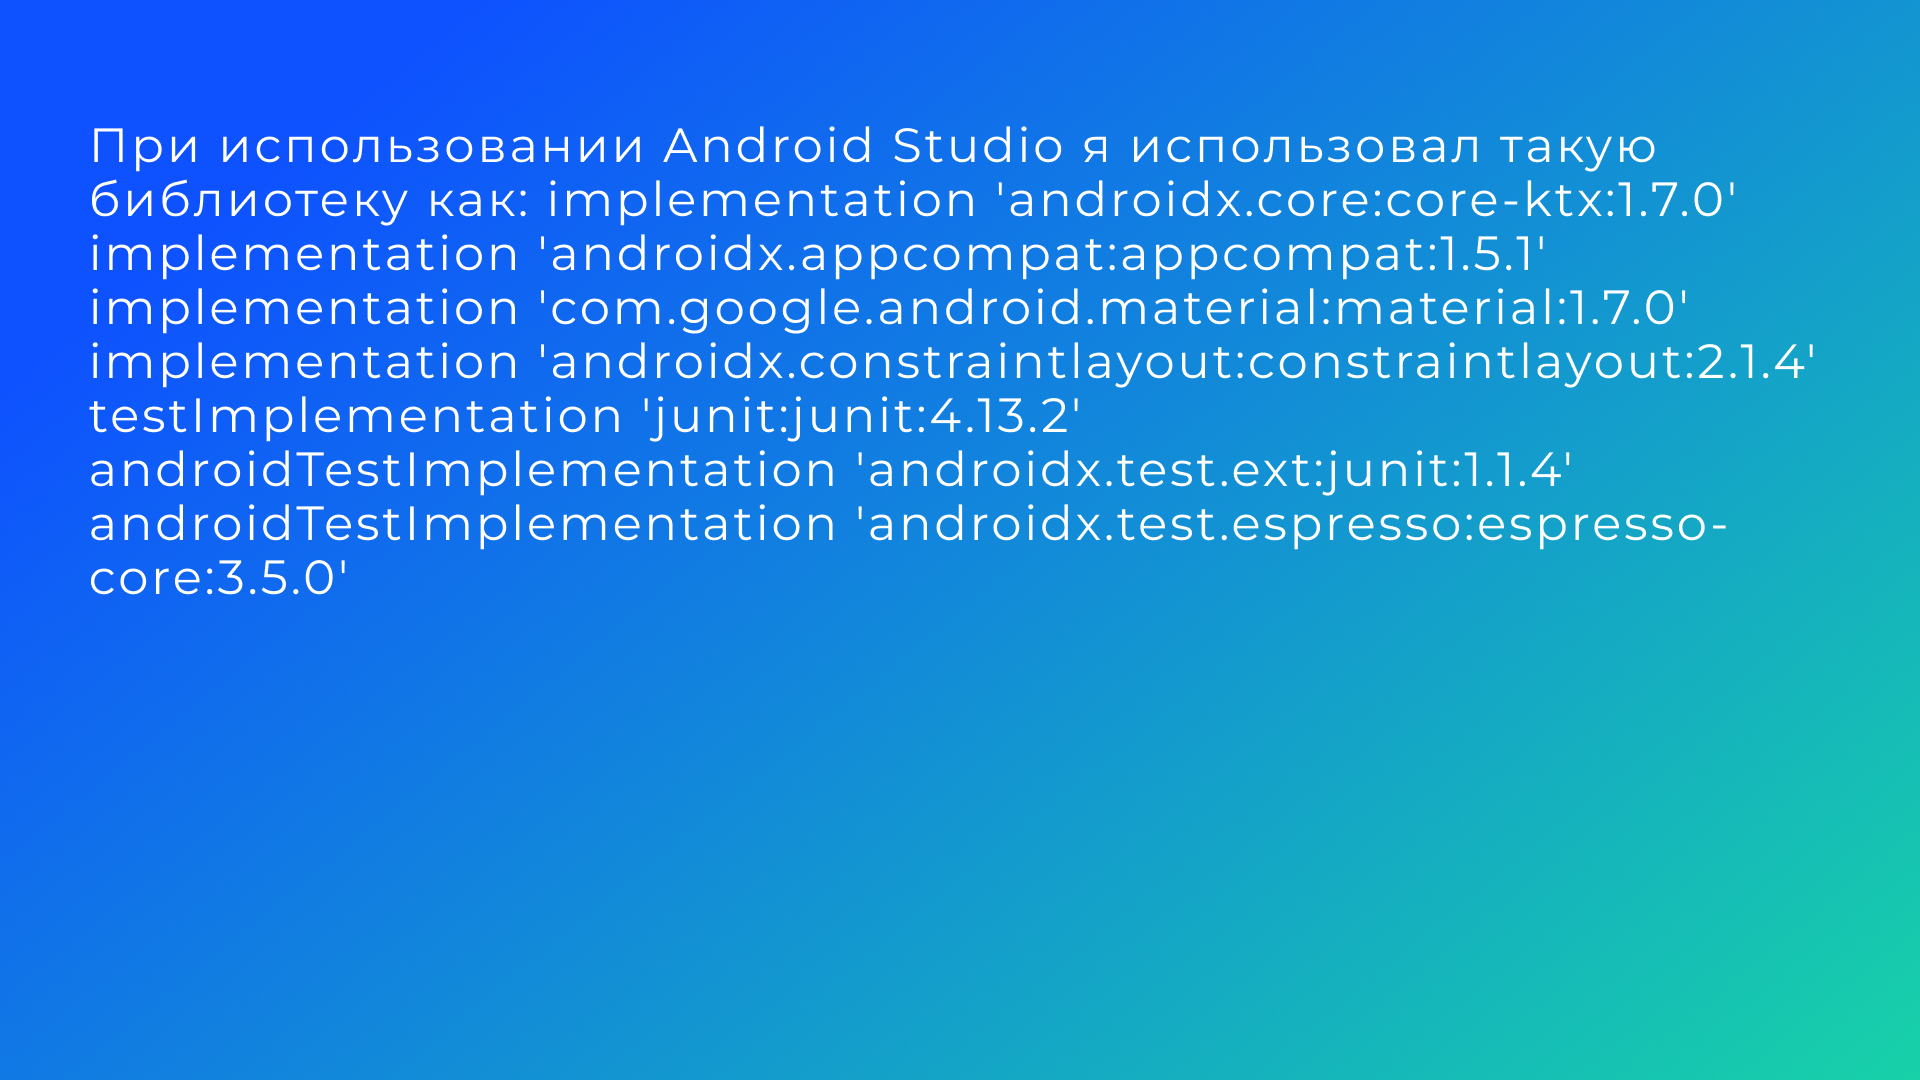 При использовании Android Studio я использовал такую
библиотеку как: implementation 'androidx.core:core-ktx:1.7.0'
implementation 'androidx.appcompat:appcompat:1.5.1'
implementation 'com.google.android.material:material:1.7.0'
implementation 'androidx.constraintlayout:constraintlayout:2.1.4'
testImplementation 'junit:junit:4.13.2'
androidTestImplementation 'androidx.test.ext:junit:1.1.4'
androidTestImplementation 'androidx.test.espresso:espresso-
core:3.5.0'